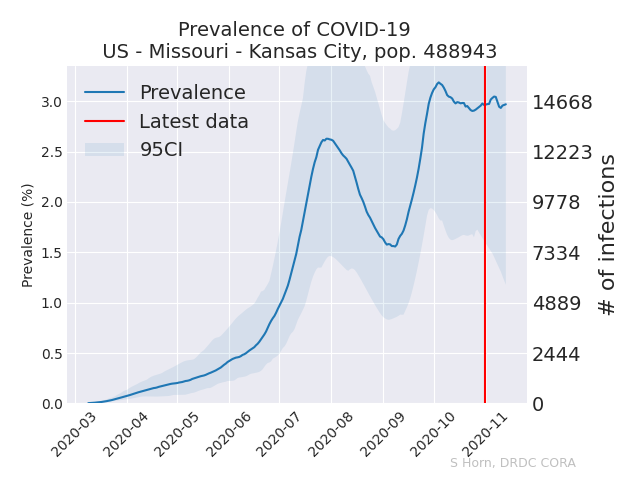 Prevalence of COVID-19
US - Missouri - Kansas City, pop. 488943
Prevalence
Latest data
95CI
Prevalence (%)
3.0
2.5
2.0
1.5
1.0
0.5
0.0
14668
12223
9778
7334
4889
2444
0
# of infections
2020-03
2020-04
2020-05
2020-06
2020-07
2020-08
2020-09
2020-10
2020-11
S Horn, DRDC CORA